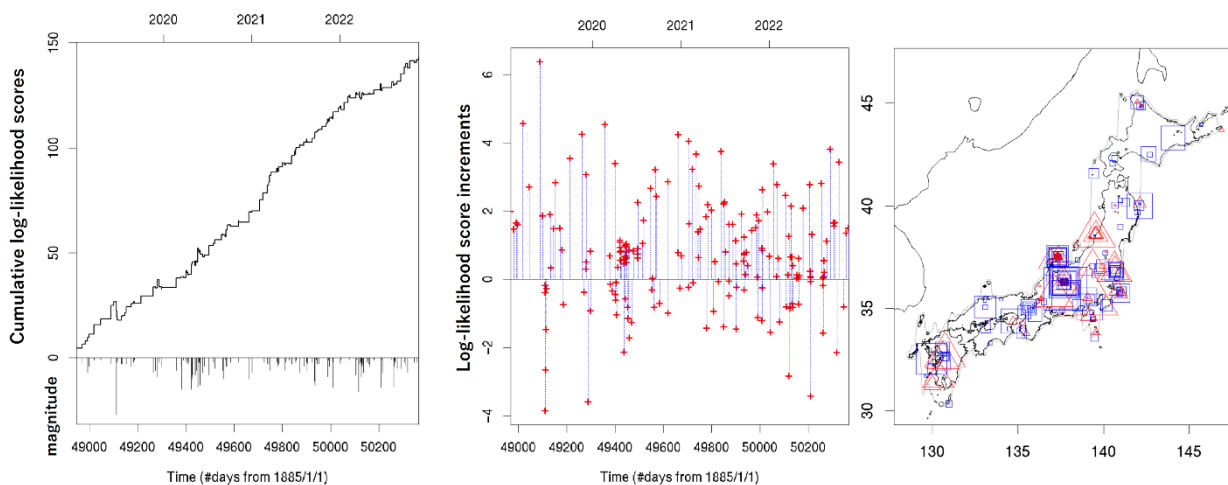 2020 2021 2022
Cumulative log-likelihood scores
150
100
50
0
magnitude
49000 49200 49400 49600 49800 50000 50200
Time (#days from 1885/1/1)
2020 2021 2022
Log-likelihood score increments
6
4
2
0
−2
−4
49000 49200 49400 49600 49800 50000 50200
Time (#days from 1885/1/1)
45
40
35
30
130 135 140 145